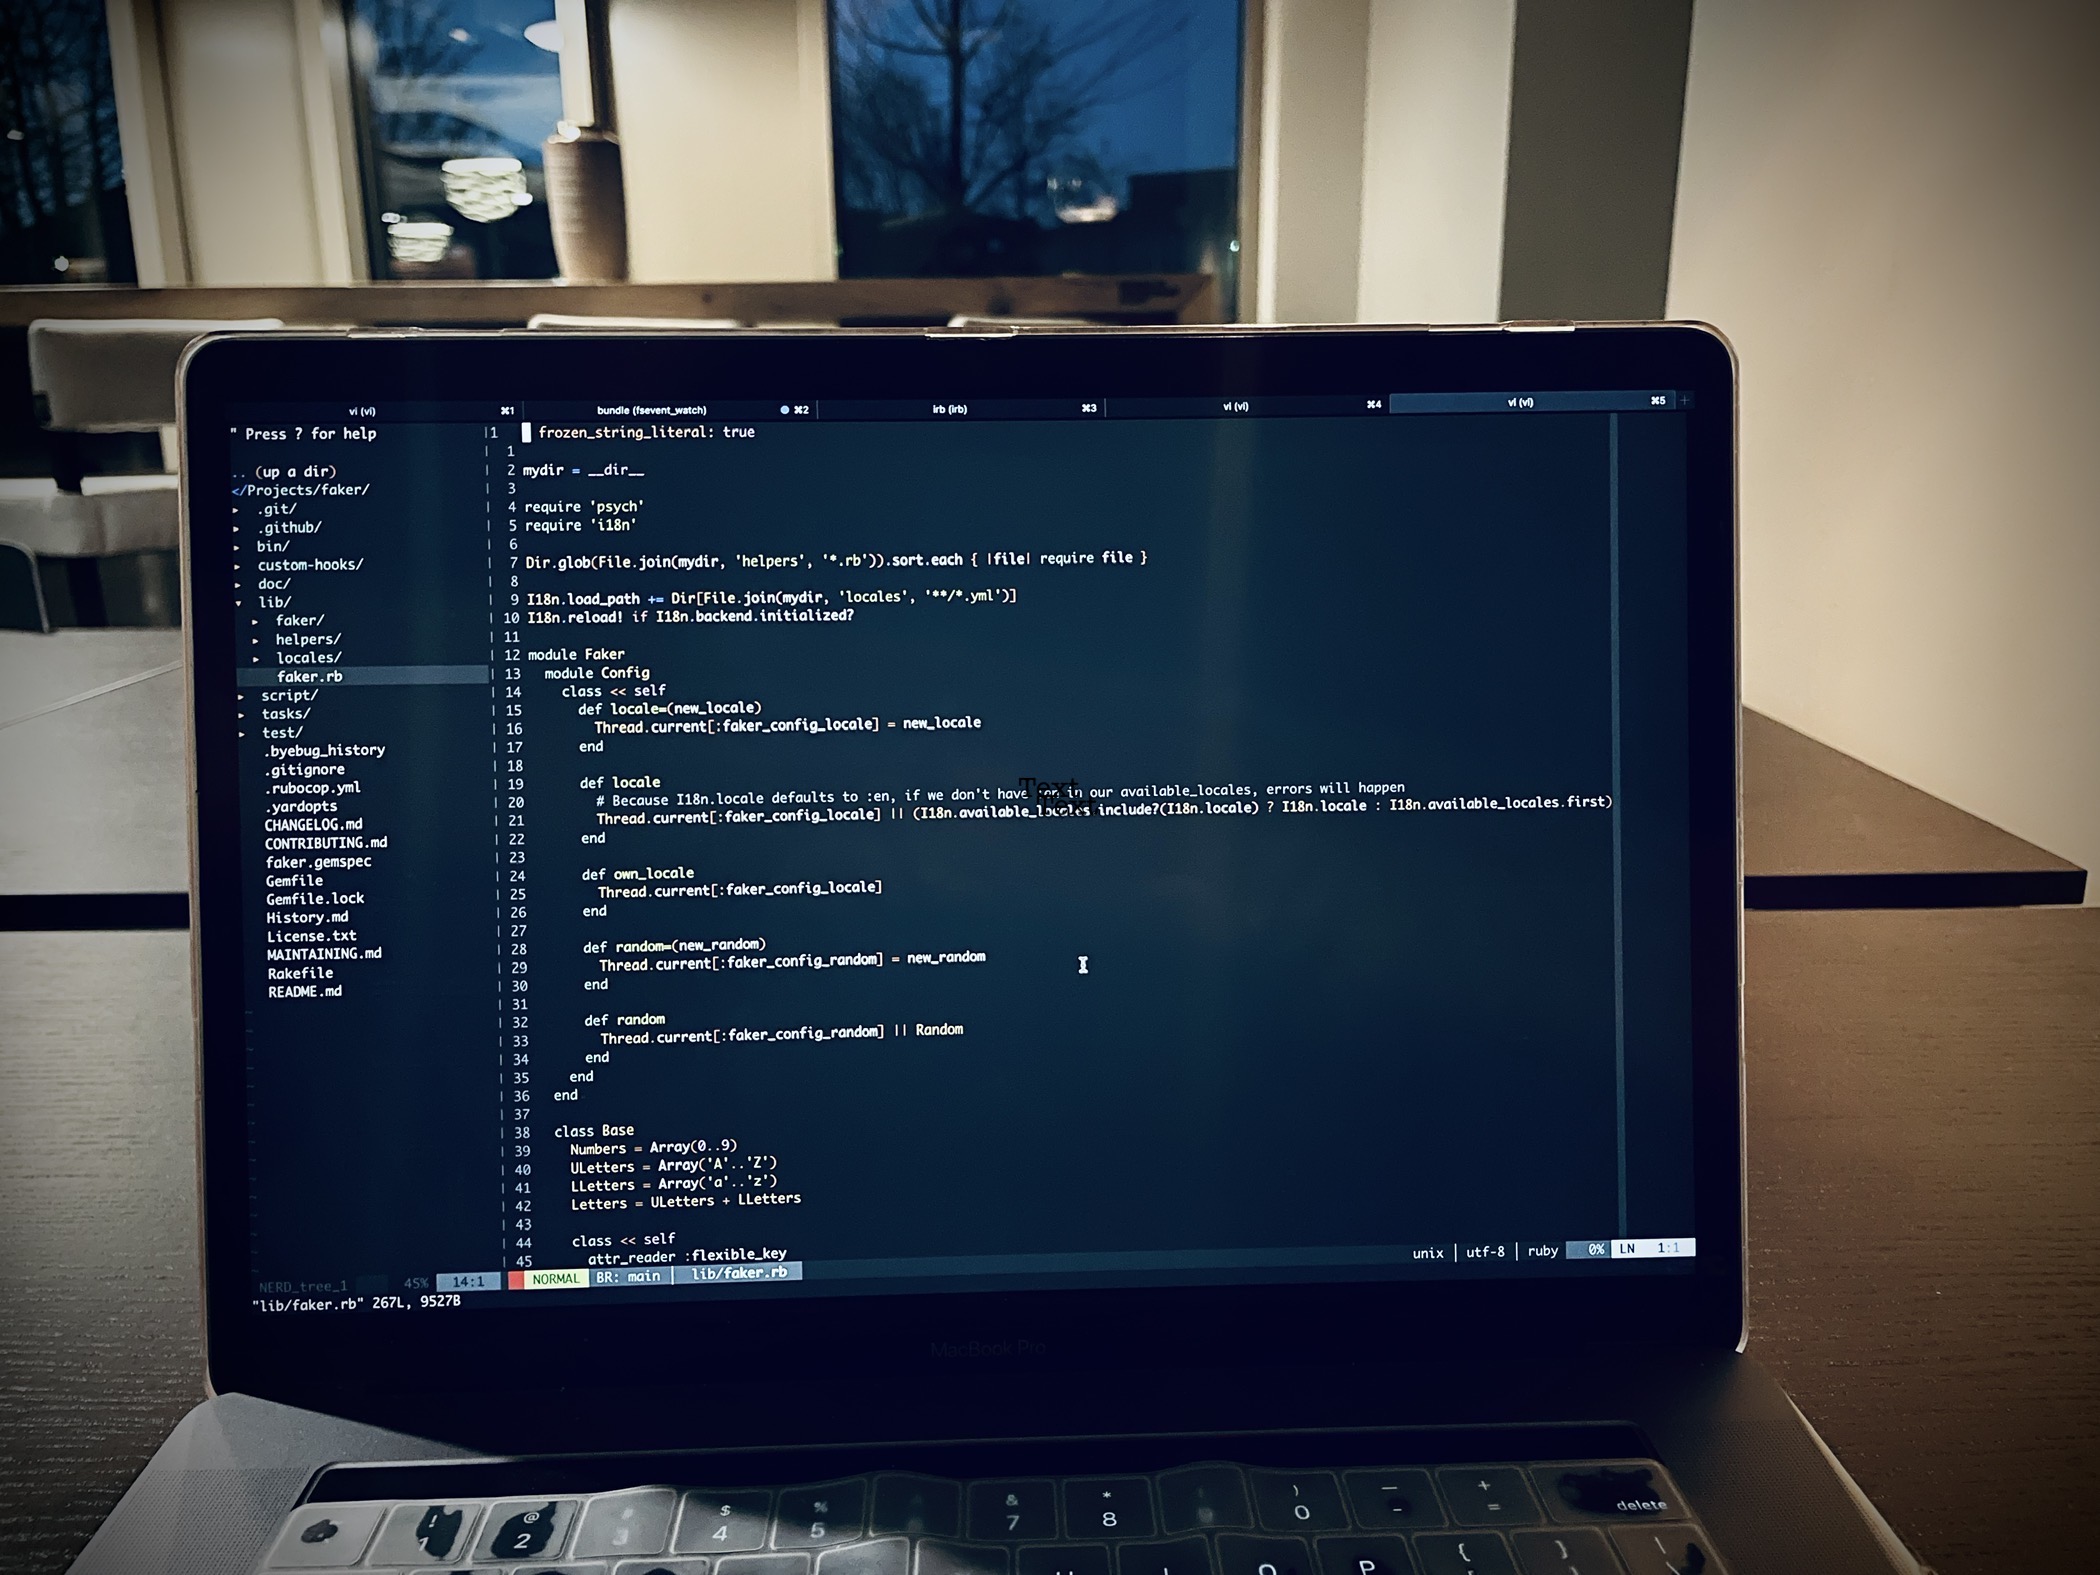 vi (vi) ⌘1 bundle (fsevent_watch) ⌘2 irb (irb) ⌘3 vi (vi) ⌘4 vi (vi) ⌘5 +
" Press ? for help
.. (up a dir)
</Projects/faker/
▸ .git/
▸ .github/
▸ bin/
▸ custom-hooks/
▸ doc/
▾ lib/
▸ faker/
▸ helpers/
▸ locales/
faker.rb
▸ script/
▸ tasks/
▸ test/
.byebug_history
.gitignore
.rubocop.yml
.yardopts
CHANGELOG.md
CONTRIBUTING.md
faker.gemspec
Gemfile
Gemfile.lock
History.md
License.txt
MAINTAINING.md
Rakefile
README.md
1 frozen_string_literal: true
1
2 mydir = __dir__
3
4 require 'psych'
5 require 'i18n'
6
7 Dir.glob(File.join(mydir, 'helpers', '*.rb')).sort.each { |file| require file }
8
9 I18n.load_path += Dir[File.join(mydir, 'locales', '**/*.yml')]
10 I18n.reload! if I18n.backend.initialized?
11
12 module Faker
13 module Config
14 class << self
15 def locale=(new_locale)
16 Thread.current[:faker_config_locale] = new_locale
17 end
18
19 def locale
20 # Because I18n.locale defaults to :en, if we don't have :en in our available_locales, errors will happen
21 Thread.current[:faker_config_locale] || (I18n.available_locales.include?(I18n.locale) ? I18n.locale : I18n.available_locales.first)
22 end
23
24 def own_locale
25 Thread.current[:faker_config_locale]
26 end
27
28 def random=(new_random)
29 Thread.current[:faker_config_random] = new_random
30 end
31
32 def random
33 Thread.current[:faker_config_random] || Random
34 end
35 end
36 end
37
38 class Base
39 Numbers = Array(0..9)
40 ULetters = Array('A'..'Z')
41 LLetters = Array('a'..'z')
42 Letters = ULetters + LLetters
43
44 class << self
45 attr_reader :flexible_key
Text
Text
NERD_tree_1 45% 14:1 NORMAL BR: main | lib/faker.rb unix | utf-8 | ruby 0% LN 1:1
"lib/faker.rb" 267L, 9527B
MacBook Pro
! @ # $ % & * ) — +
1 2 3 4 5 7 8 0 - = delete
O P { } |